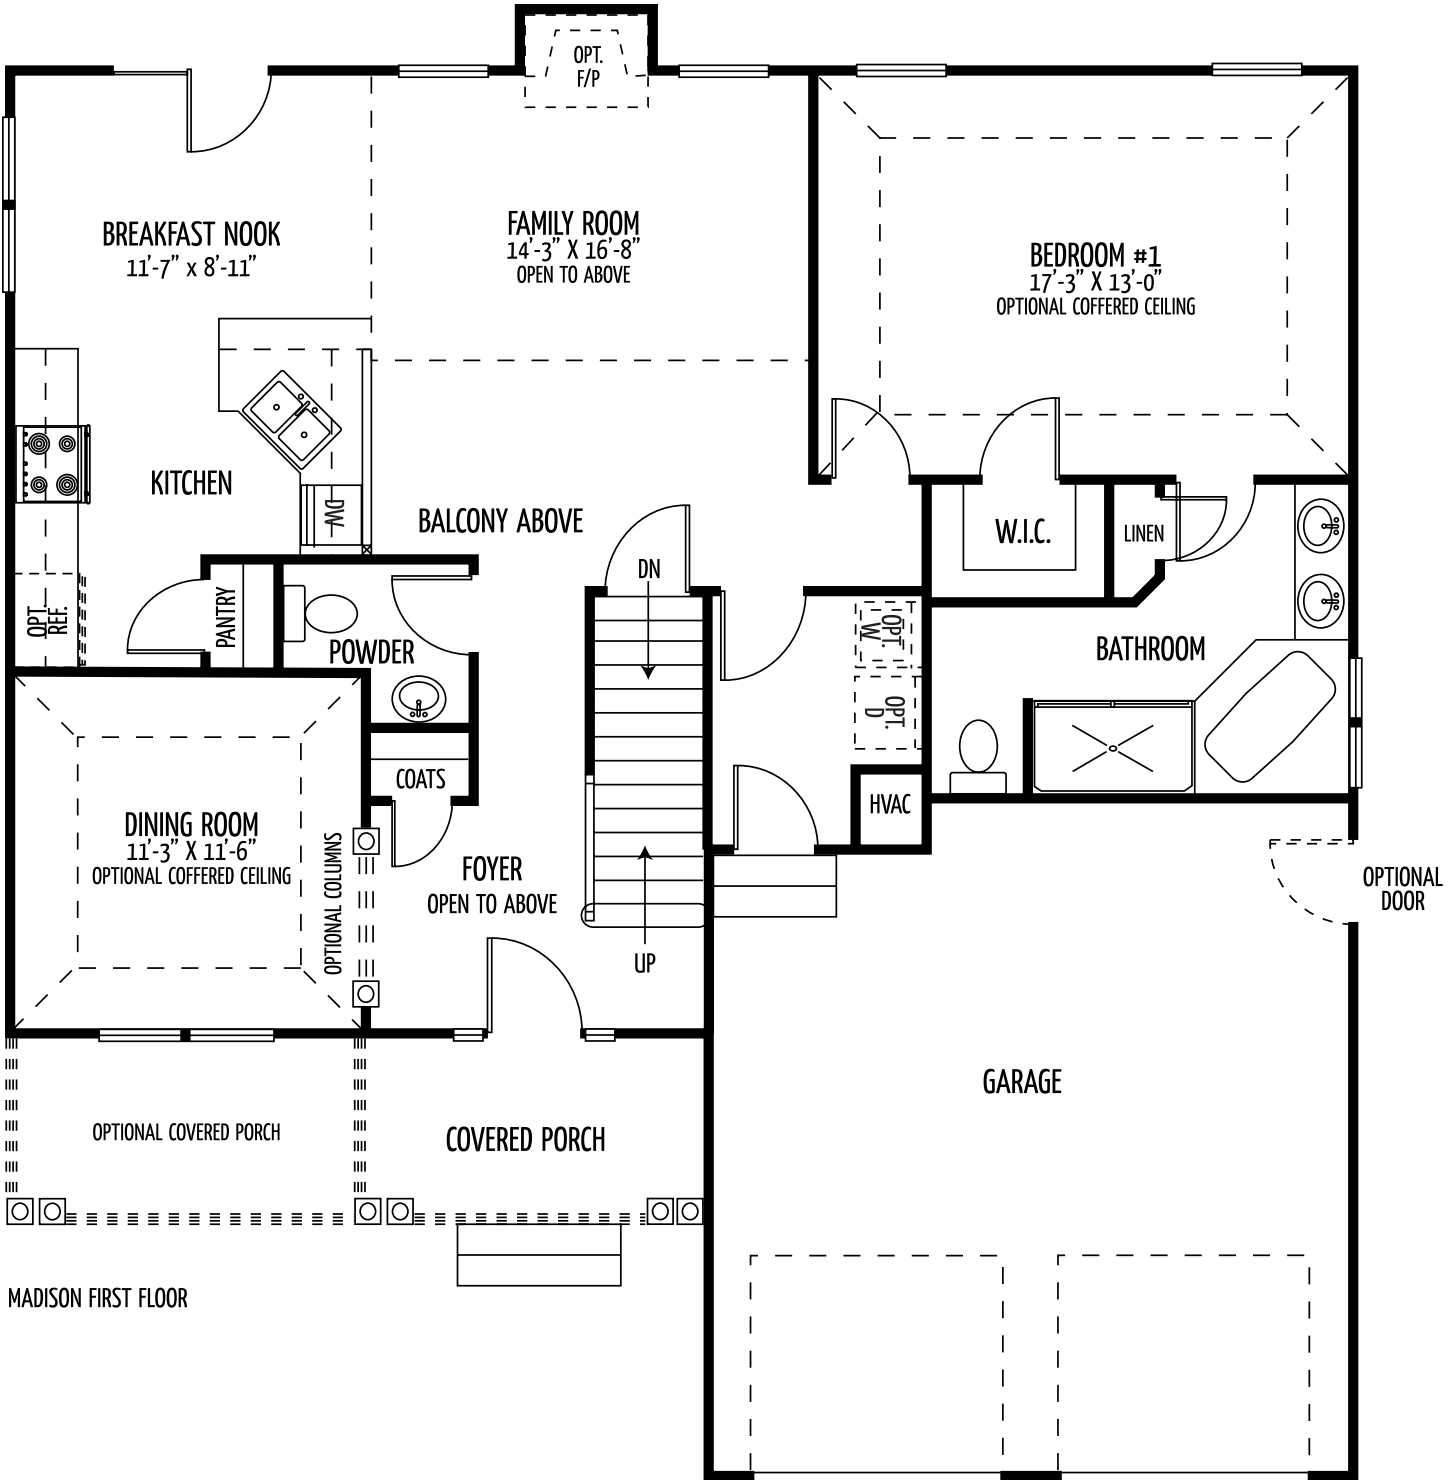 OPT.
F/P
BREAKFAST NOOK
11'-7" x 8'-11"
FAMILY ROOM
14'-3" X 16'-8"
OPEN TO ABOVE
BEDROOM #1
17'-3" X 13'-0"
OPTIONAL COFFERED CEILING
KITCHEN
DW
BALCONY ABOVE
W.I.C.
LINEN
DN
OPT.
REF.
PANTRY
POWDER
OPT.
W
OPT.
D
BATHROOM
COATS
HVAC
DINING ROOM
11'-3" X 11'-6"
OPTIONAL COFFERED CEILING
OPTIONAL COLUMNS
FOYER
OPEN TO ABOVE
UP
OPTIONAL
DOOR
GARAGE
OPTIONAL COVERED PORCH
COVERED PORCH
MADISON FIRST FLOOR